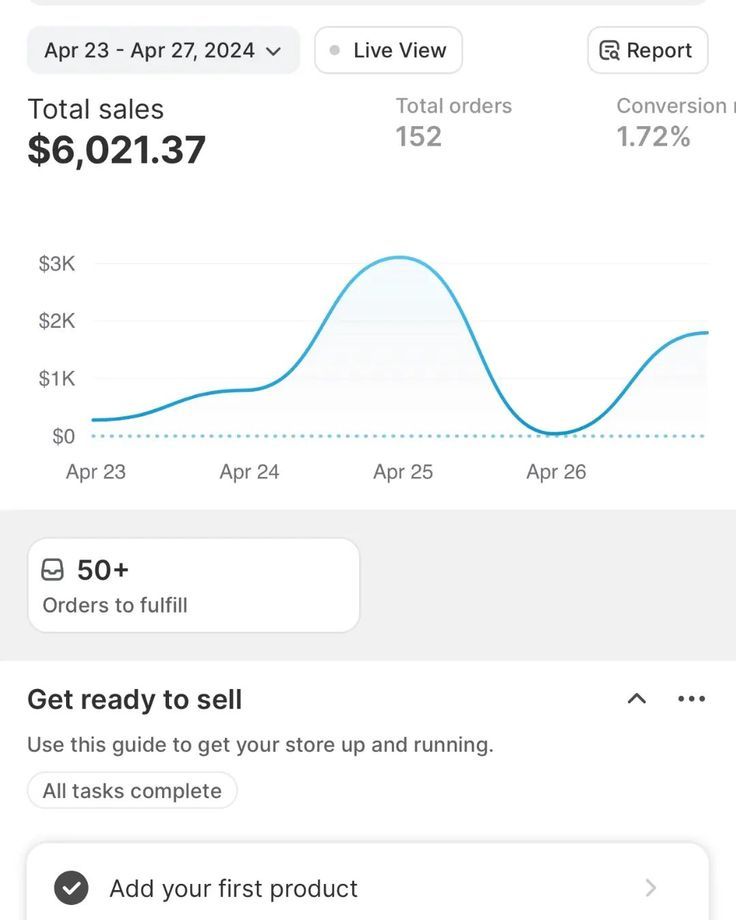 Apr 23 - Apr 27, 2024
Live View
Report
Total sales
$6,021.37
Total orders
152
Conversion
1.72%
$3K
$2K
$1K
$0
Apr 23
Apr 24
Apr 25
Apr 26
50+
Orders to fulfill
Get ready to sell
Use this guide to get your store up and running.
All tasks complete
Add your first product